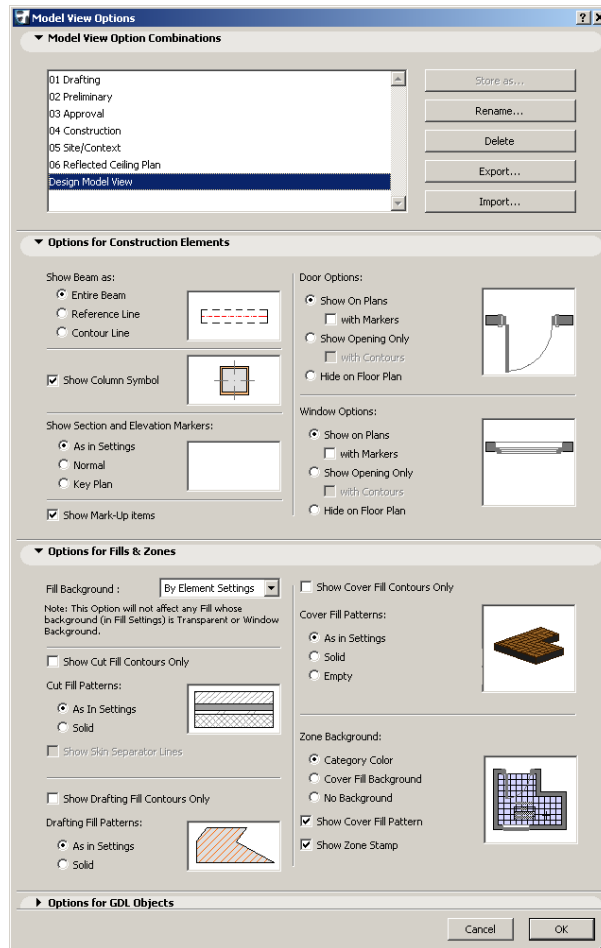 Model View Options
Model View Option Combinations
01 Drafting
02 Preliminary
03 Approval
04 Construction
05 Site/Context
06 Reflected Ceiling Plan
Design Model View
Store as...
Rename...
Delete
Export...
Import...
Options for Construction Elements
Show Beam as:
Entire Beam
Reference Line
Contour Line
Show Column Symbol
Show Section and Elevation Markers:
As in Settings
Normal
Key Plan
Show Mark-Up items
Door Options:
Show On Plans
with Markers
Show Opening Only
with Contours
Hide on Floor Plan
Window Options:
Show on Plans
with Markers
Show Opening Only
with Contours
Hide on Floor Plan
Options for Fills & Zones
Fill Background :
By Element Settings
Note: This Option will not affect any Fill whose
background (in Fill Settings) is Transparent or Window
Background.
Show Cut Fill Contours Only
Cut Fill Patterns:
As In Settings
Solid
Show Skin Separator Lines
Show Drafting Fill Contours Only
Drafting Fill Patterns:
As in Settings
Solid
Show Cover Fill Contours Only
Cover Fill Patterns:
As in Settings
Solid
Empty
Zone Background:
Category Color
Cover Fill Background
No Background
Show Cover Fill Pattern
Show Zone Stamp
Options for GDL Objects
Cancel
OK